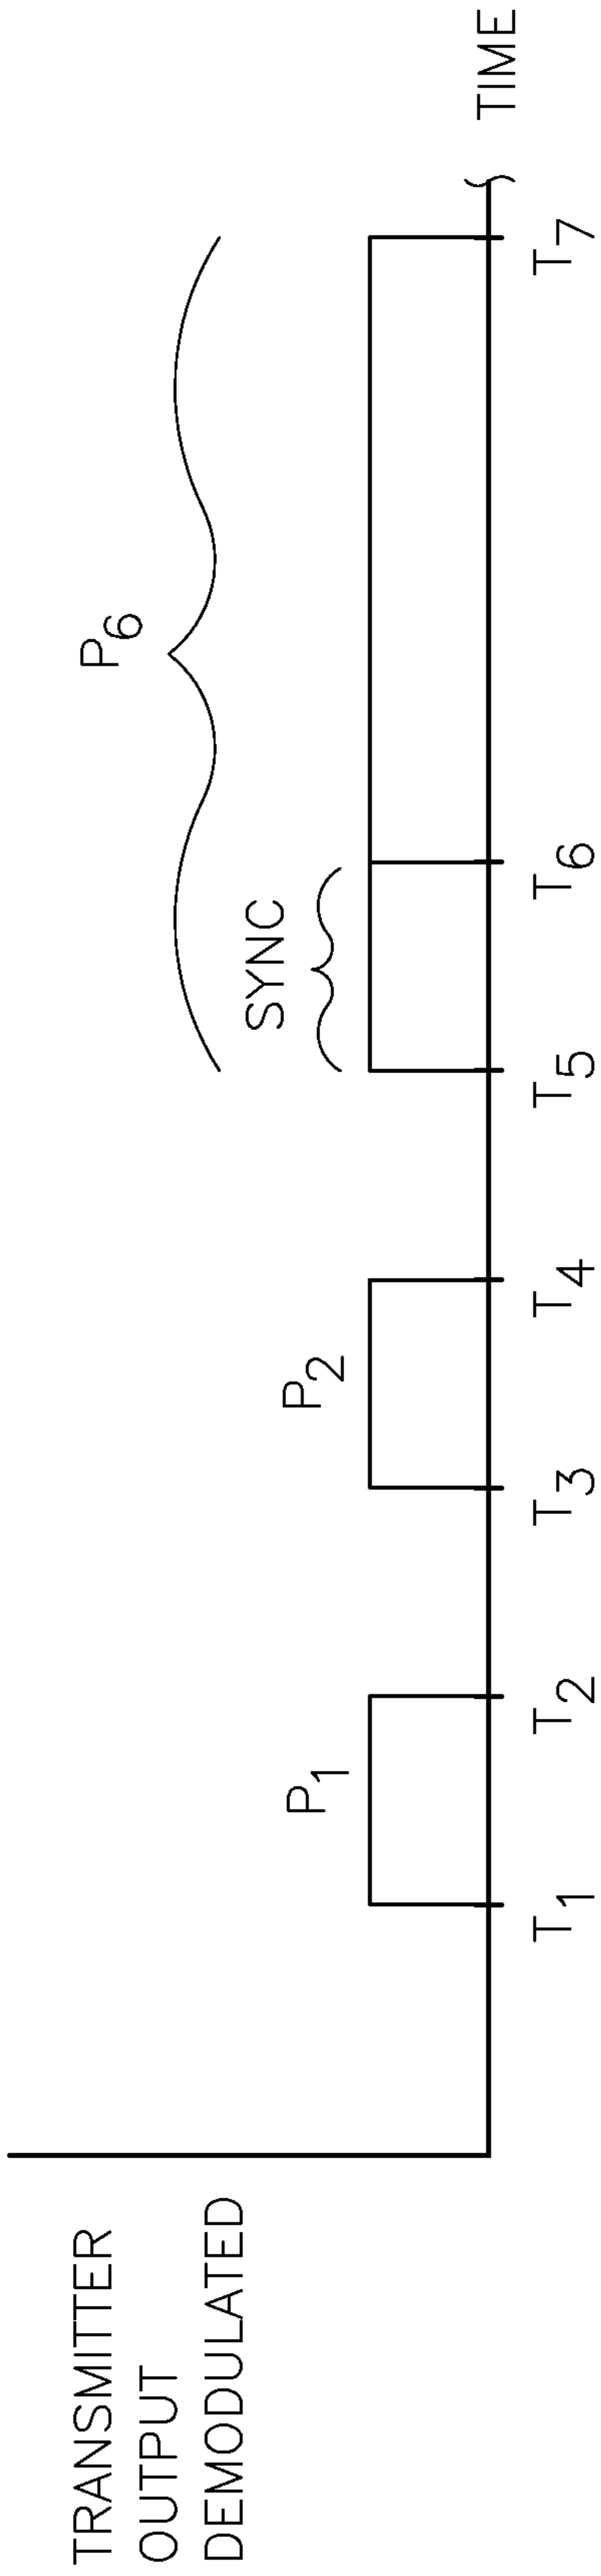 TRANSMITTER
OUTPUT
DEMODULATED
P6
SYNC
P1
P2
T1
T2
T3
T4
T5
T6
T7
TIME